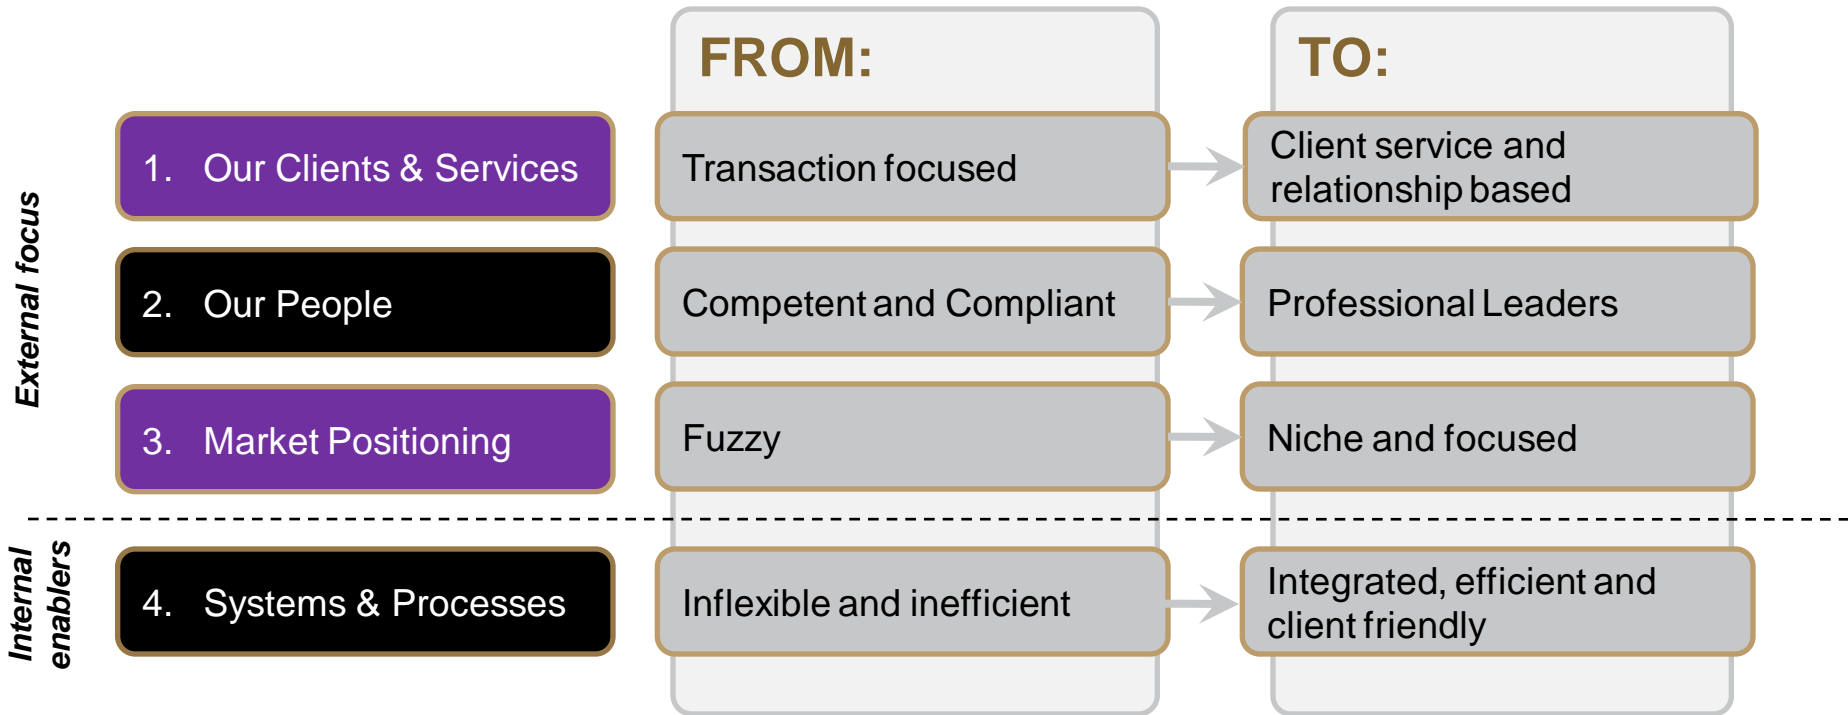 FROM:
TO:
External focus
1. Our Clients & Services
Transaction focused
Client service and
relationship based
2. Our People
Competent and Compliant
Professional Leaders
3. Market Positioning
Fuzzy
Niche and focused
Internal
enablers
4. Systems & Processes
Inflexible and inefficient
Integrated, efficient and
client friendly